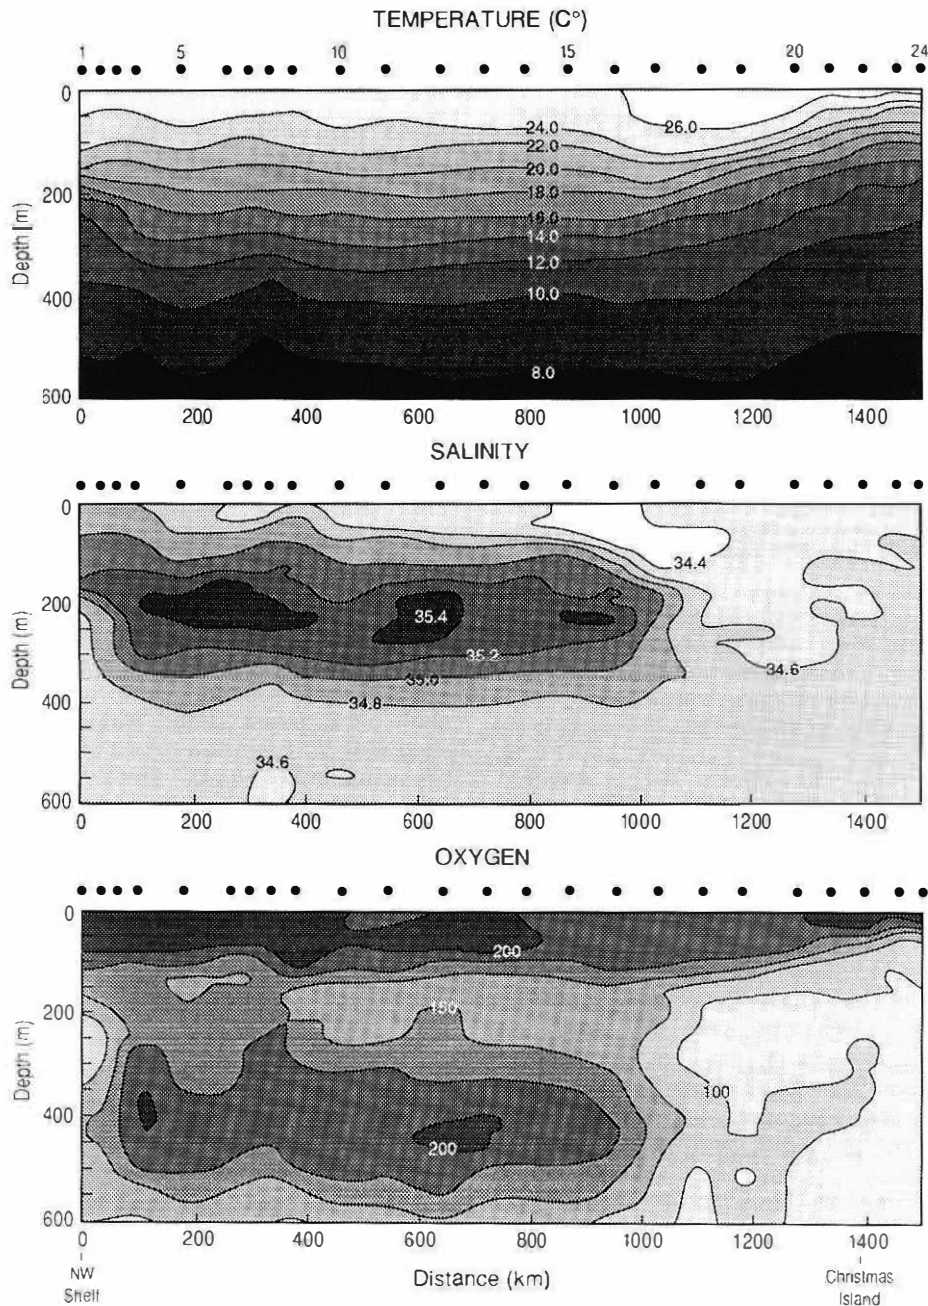 TEMPERATURE (C°)
1 5 10 15 20 24
0
24.0 26.0
22.0
20.0
200 18.0
16.0
14.0
12.0
400 10.0
8.0
600
Depth [m]
0 200 400 600 800 1000 1200 1400
SALINITY
0
34.4
200
35.4
35.2
34.6
35.0
400 34.8
34.6
600
Depth (m)
0 200 400 600 800 1000 1200 1400
OXYGEN
0
200
200 150
100
400
200
600
Depth (m)
0 200 400 600 800 1000 1200 1400
NW
Shelf
Distance (km)
Christmas
Island